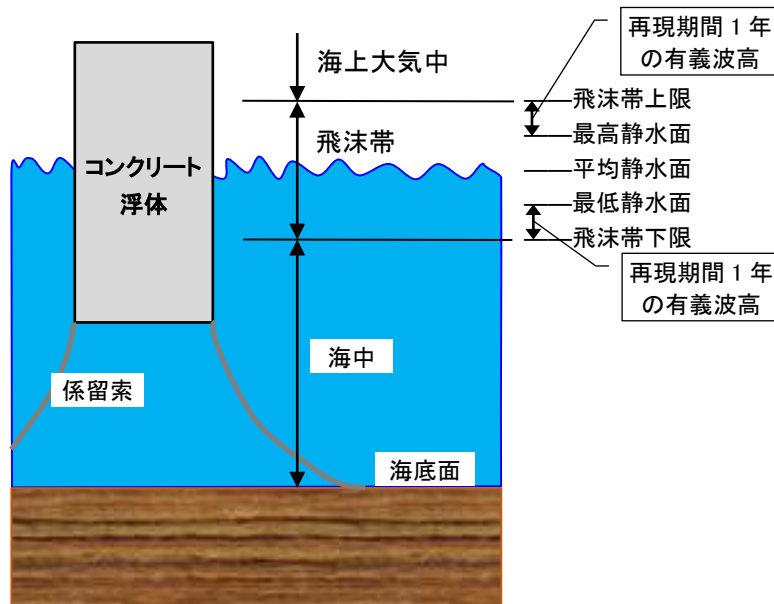 再現期間1年
の有義波高
海上大気中
飛沫帯上限
最高静水面
飛沫帯
コンクリート
浮体
平均静水面
最低静水面
飛沫帯下限
再現期間1年
の有義波高
海中
係留索
海底面